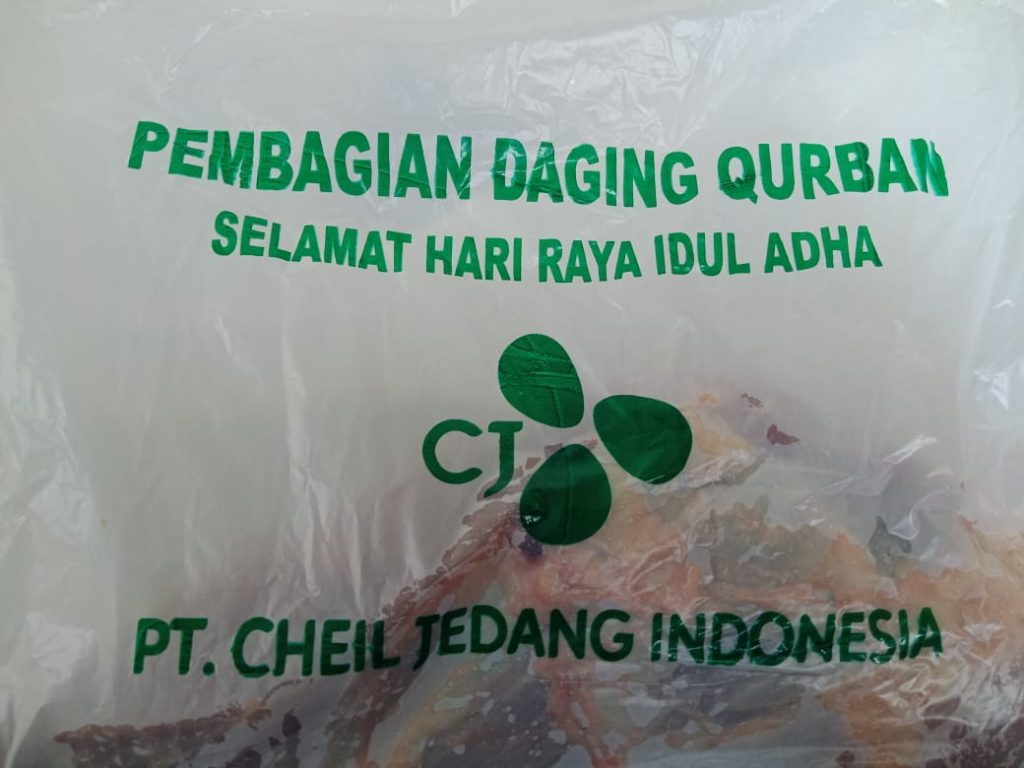 PEMBAGIAN DAGING QURBAN
SELAMAT HARI RAYA IDUL ADHA
CJ
PT. CHEIL JEDANG INDONESIA